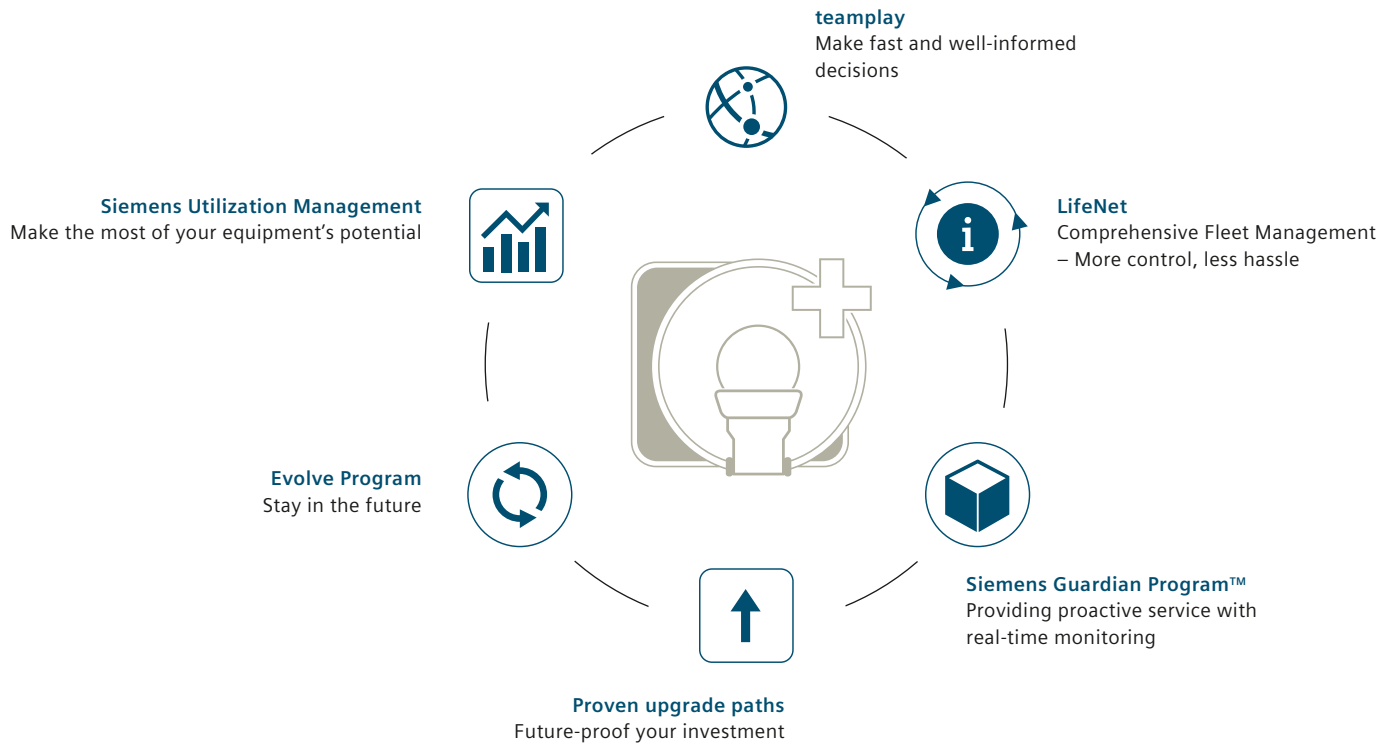 teamplay
Make fast and well-informed
decisions
Siemens Utilization Management
Make the most of your equipment’s potential
LifeNet
Comprehensive Fleet Management
– More control, less hassle
Evolve Program
Stay in the future
Siemens Guardian Program™
Providing proactive service with
real-time monitoring
Proven upgrade paths
Future-proof your investment